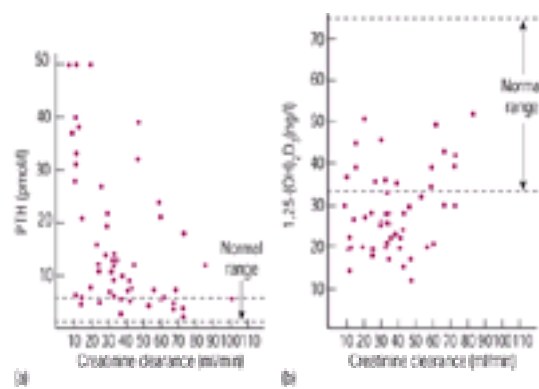 50
40
30
20
10
PTH (pmol/l)
Normal
range
10 20 30 40 50 60 70 80 90 100 110
Creatinine clearance (ml/min)
(a)
70
60
50
40
30
20
10
1,25-(OH)₂D₃(ng/l)
Normal
range
10 20 30 40 50 60 70 80 90 100 110
Creatinine clearance (ml/min)
(b)